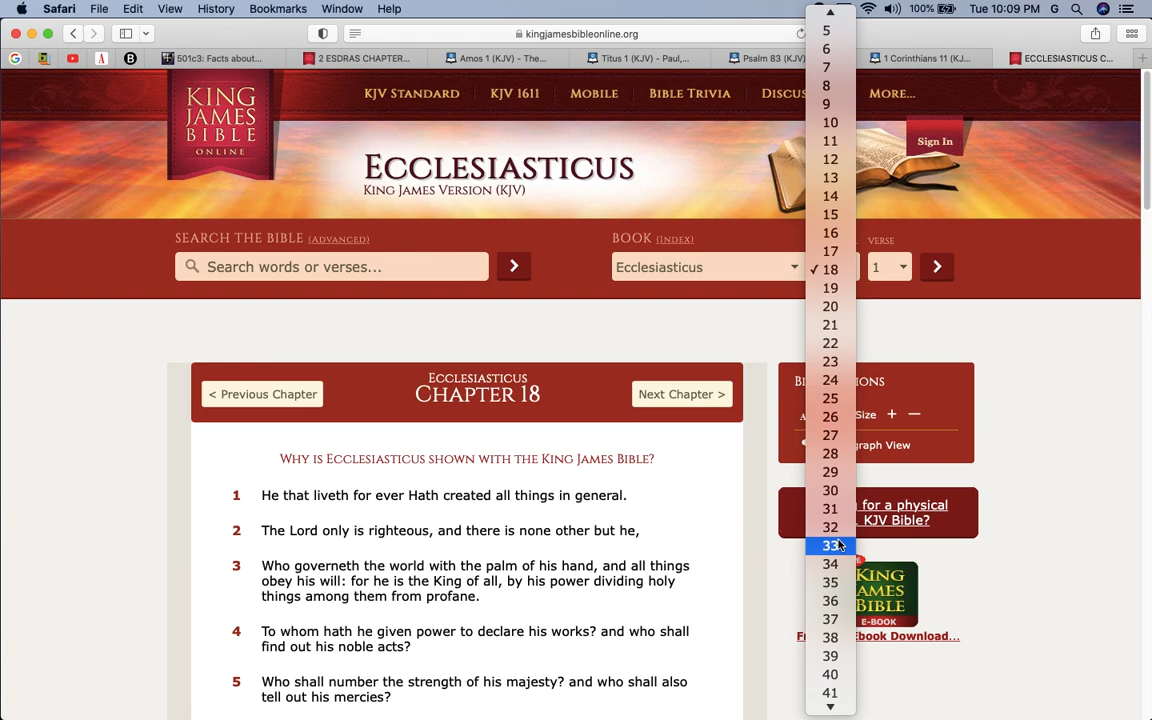 Safari File Edit View History Bookmarks Window Help 100% Tue 10:09 PM G
kingjamesbibleonline.org
501c3: Facts about... 2 ESDRAS CHAPTER... Amos 1 (KJV) - The... Titus 1 (KJV) - Paul,... Psalm 83 (KJV) 1 Corinthians 11 (KJ... ECCLESIASTICUS C...
KING JAMES BIBLE ONLINE
KJV STANDARD KJV 1611 MOBILE BIBLE TRIVIA DISCUS MORE...
Sign In
ECCLESIASTICUS
KING JAMES VERSION (KJV)
SEARCH THE BIBLE (ADVANCED) BOOK (INDEX) VERSE
Search words or verses... Ecclesiasticus 1
5
6
7
8
9
10
11
12
13
14
15
16
17
✓ 18
19
20
21
22
23
24
25
26
27
28
29
30
31
32
33
34
35
36
37
38
39
40
41
< Previous Chapter
ECCLESIASTICUS
CHAPTER 18
Next Chapter >
WHY IS ECCLESIASTICUS SHOWN WITH THE KING JAMES BIBLE?
1 He that liveth for ever Hath created all things in general.
2 The Lord only is righteous, and there is none other but he,
3 Who governeth the world with the palm of his hand, and all things
obey his will: for he is the King of all, by his power dividing holy
things among them from profane.
4 To whom hath he given power to declare his works? and who shall
find out his noble acts?
5 Who shall number the strength of his majesty? and who shall also
tell out his mercies?
BI IONS
A Size + −
graph View
for a physical
KJV Bible?
KING
JAMES
BIBLE
E-BOOK
Ebook Download...